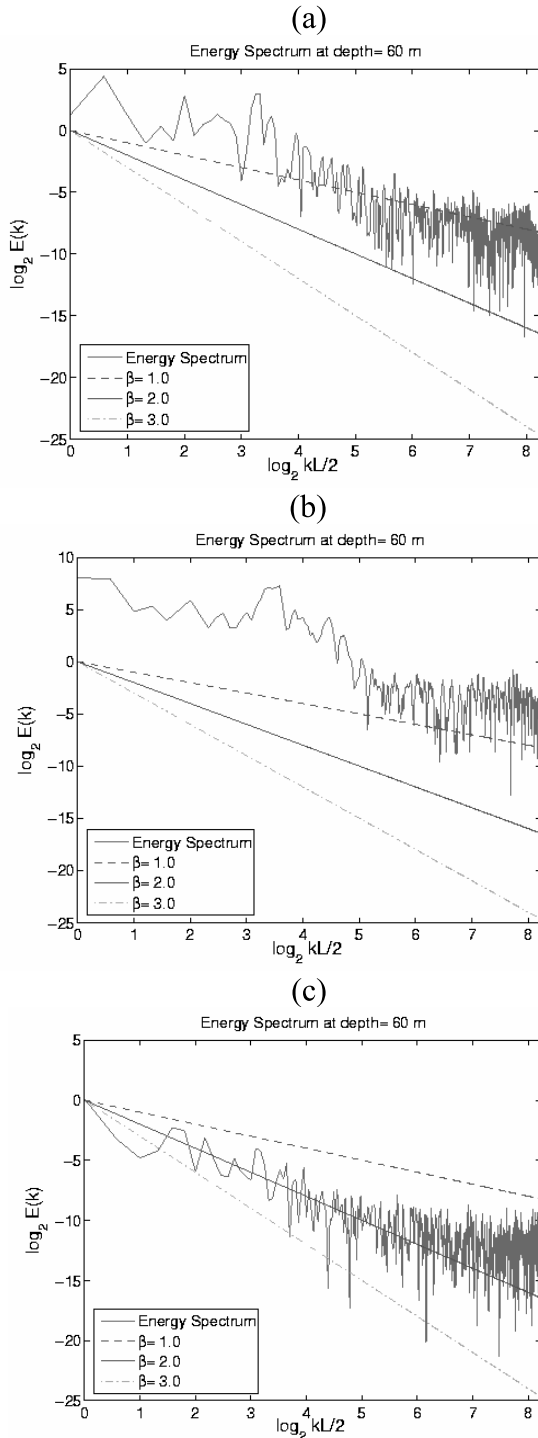 (a)
Energy Spectrum at depth= 60 m
5
0
−5
−10
−15
−20
−25
log₂ E(k)
Energy Spectrum
β= 1.0
β= 2.0
β= 3.0
0 1 2 3 4 5 6 7 8
log₂ kL/2
(b)
Energy Spectrum at depth= 60 m
10
5
0
−5
−10
−15
−20
−25
log₂ E(k)
Energy Spectrum
β= 1.0
β= 2.0
β= 3.0
0 1 2 3 4 5 6 7 8
log₂ kL/2
(c)
Energy Spectrum at depth= 60 m
5
0
−5
−10
−15
−20
−25
log₂ E(k)
Energy Spectrum
β= 1.0
β= 2.0
β= 3.0
0 1 2 3 4 5 6 7 8
log₂ kL/2